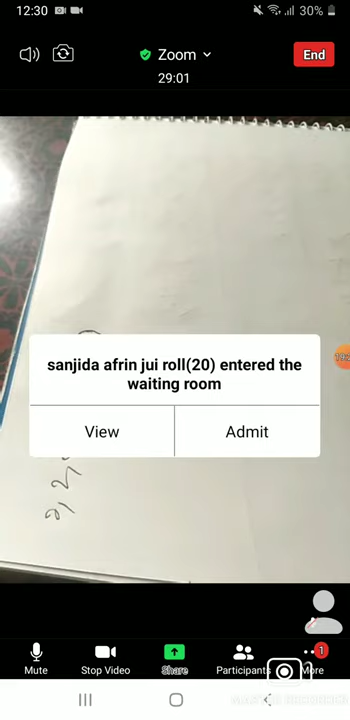 12:30
30%
Zoom
End
29:01
sanjida afrin jui roll(20) entered the
waiting room
View
Admit
Mute
Stop Video
Share
Participants
More
1